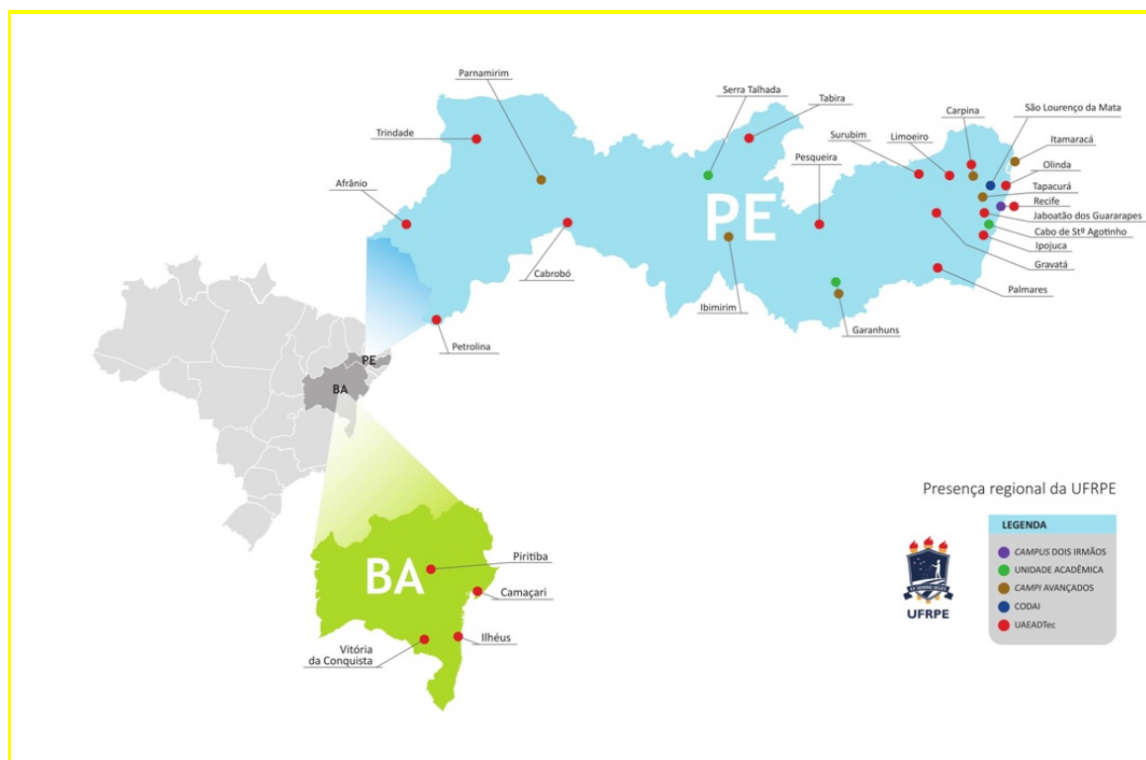 Parnamirim
Serra Talhada
Tabira
São Lourenço da Mata
Carpina
Trindade
Surubim
Limoeiro
Itamaracá
Pesqueira
Olinda
Afrânio
Tapacurá
Recife
PE
Jaboatão dos Guararapes
Cabo de Stº Agotinho
Ipojuca
Gravatá
Cabrobó
Palmares
Ibimirim
Garanhuns
Petrolina
PE
BA
Presença regional da UFRPE
LEGENDA
CAMPUS DOIS IRMÃOS
UNIDADE ACADÊMICA
CAMPI AVANÇADOS
CODAI
UAEADTec
UFRPE
BA
Piritiba
Camaçari
Ilhéus
Vitória
da Conquista